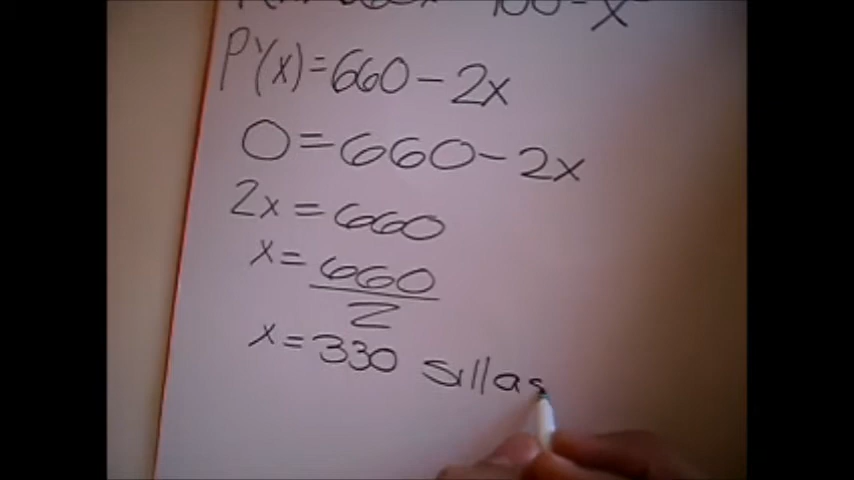 P'(x)=660-2x
0=660-2x
2x=660
x=660
2
x=330 sillas